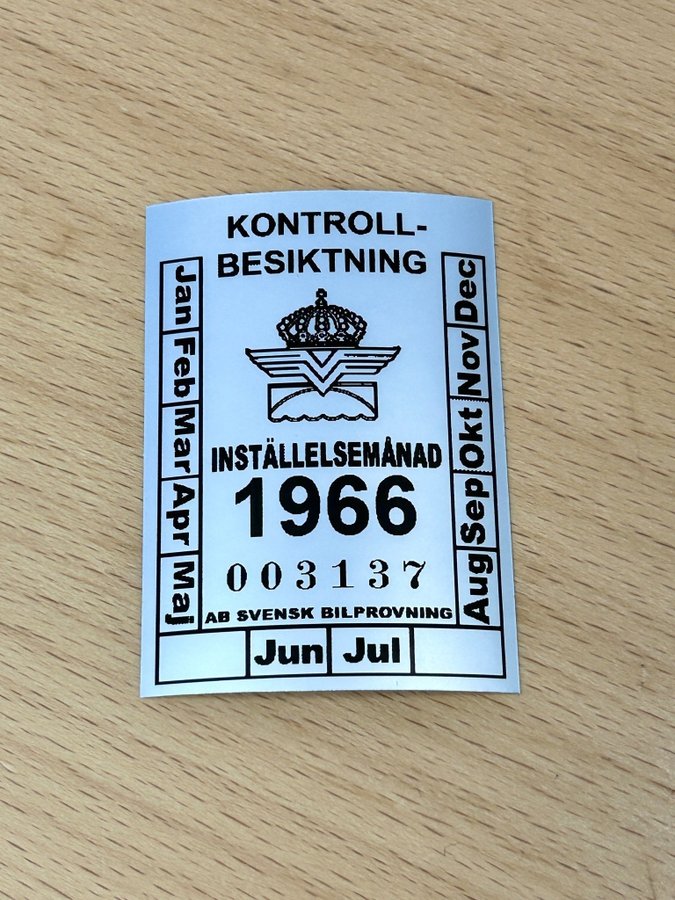 KONTROLL-
BESIKTNING
Jan
Feb
Mar
Apr
Maj
INSTÄLLELSEMÅNAD
1966
003137
AB SVENSK BILPROVNING
Jun
Jul
Aug
Sep
Okt
Nov
Dec